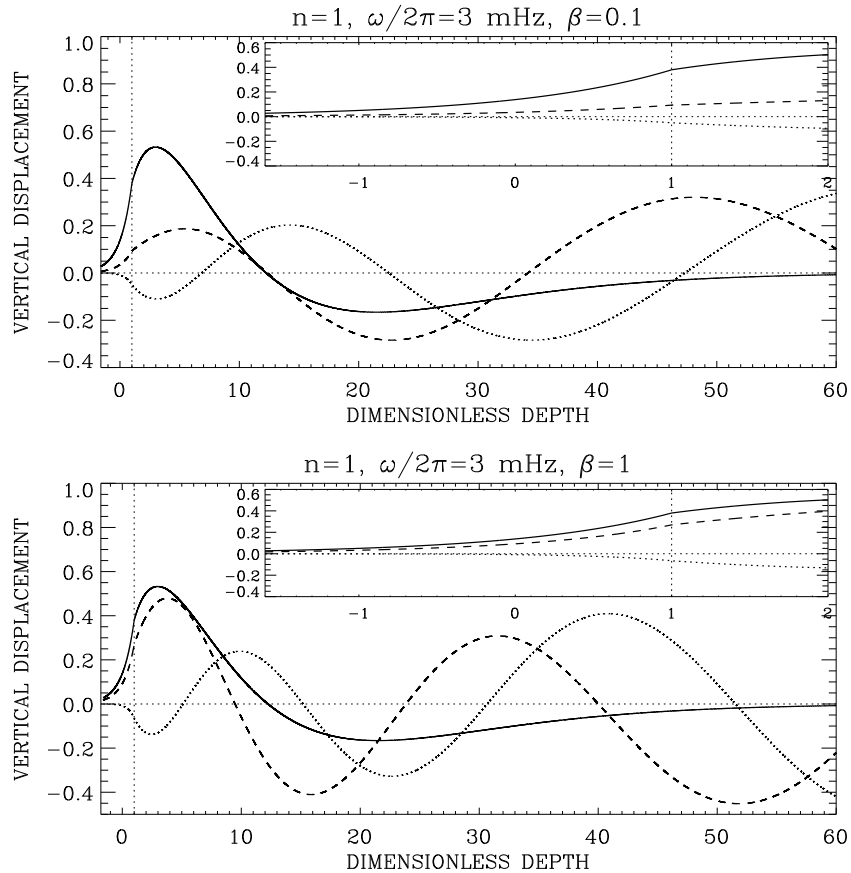 n=1, ω/2π=3 mHz, β=0.1
VERTICAL DISPLACEMENT
1.0
0.8
0.6
0.4
0.2
0.0
−0.2
−0.4
0.6
0.4
0.2
0.0
−0.2
−0.4
−1 0 1 2
0 10 20 30 40 50 60
DIMENSIONLESS DEPTH
n=1, ω/2π=3 mHz, β=1
VERTICAL DISPLACEMENT
1.0
0.8
0.6
0.4
0.2
0.0
−0.2
−0.4
0.6
0.4
0.2
0.0
−0.2
−0.4
−1 0 1 2
0 10 20 30 40 50 60
DIMENSIONLESS DEPTH